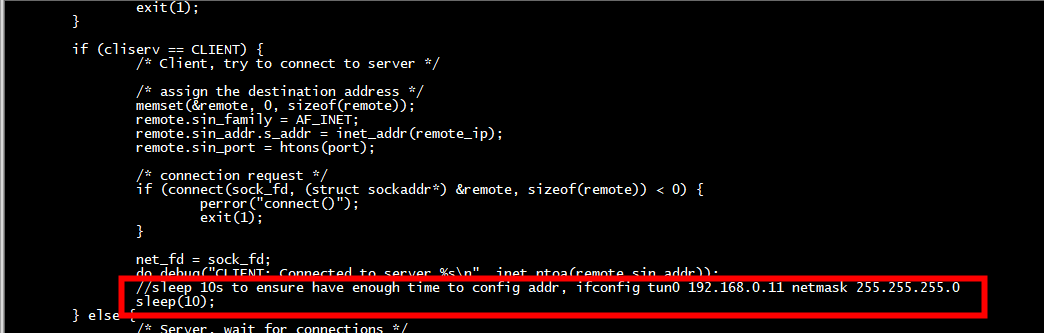 exit(1);
}
if (cliserv == CLIENT) {
/* Client, try to connect to server */
/* assign the destination address */
memset(&remote, 0, sizeof(remote));
remote.sin_family = AF_INET;
remote.sin_addr.s_addr = inet_addr(remote_ip);
remote.sin_port = htons(port);
/* connection request */
if (connect(sock_fd, (struct sockaddr*) &remote, sizeof(remote)) < 0) {
perror("connect()");
exit(1);
}
net_fd = sock_fd;
do_debug("CLIENT: Connected to server %s\n", inet_ntoa(remote.sin_addr));
//sleep 10s to ensure have enough time to config addr, ifconfig tun0 192.168.0.11 netmask 255.255.255.0
sleep(10);
} else {
/* Server, wait for connections */